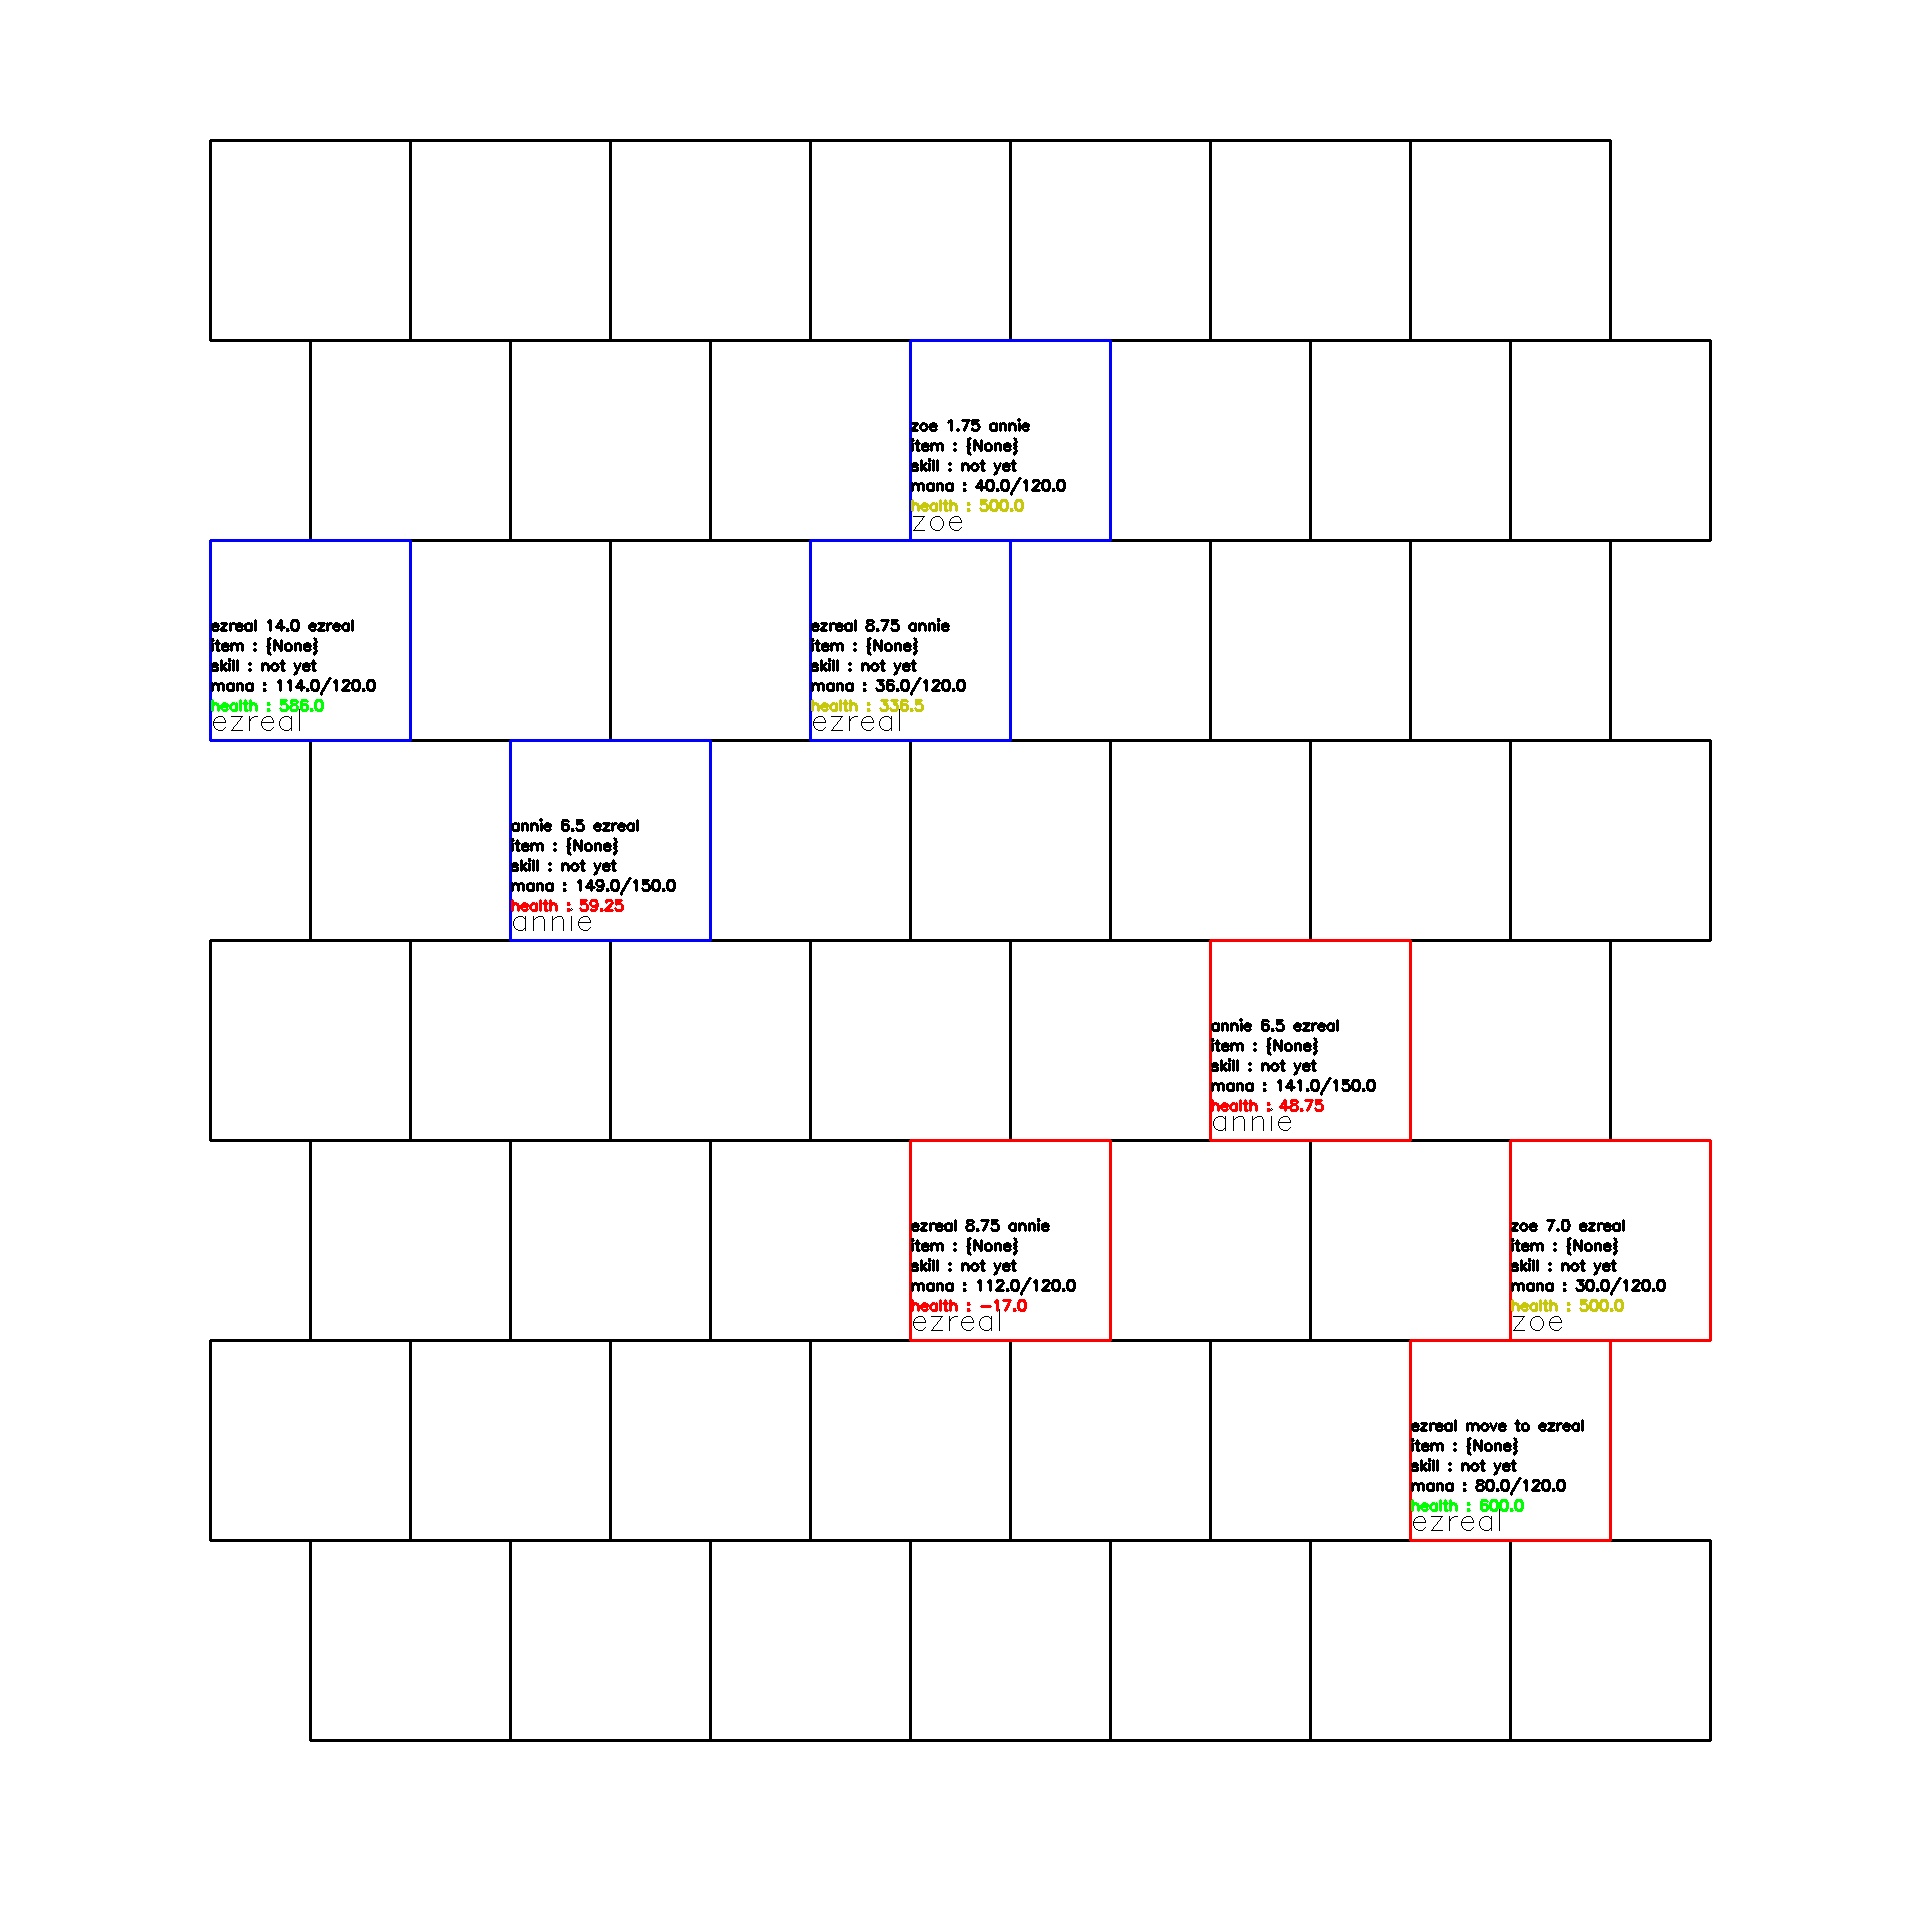 zoe 1.75 annie
item : {None}
skill : not yet
mana : 40.0/120.0
health : 500.0
zoe
ezreal 14.0 ezreal
item : {None}
skill : not yet
mana : 114.0/120.0
health : 586.0
ezreal
ezreal 8.75 annie
item : {None}
skill : not yet
mana : 36.0/120.0
health : 336.5
ezreal
annie 6.5 ezreal
item : {None}
skill : not yet
mana : 149.0/150.0
health : 59.25
annie
annie 6.5 ezreal
item : {None}
skill : not yet
mana : 141.0/150.0
health : 48.75
annie
ezreal 8.75 annie
item : {None}
skill : not yet
mana : 112.0/120.0
health : -17.0
ezreal
zoe 7.0 ezreal
item : {None}
skill : not yet
mana : 30.0/120.0
health : 500.0
zoe
ezreal move to ezreal
item : {None}
skill : not yet
mana : 80.0/120.0
health : 600.0
ezreal